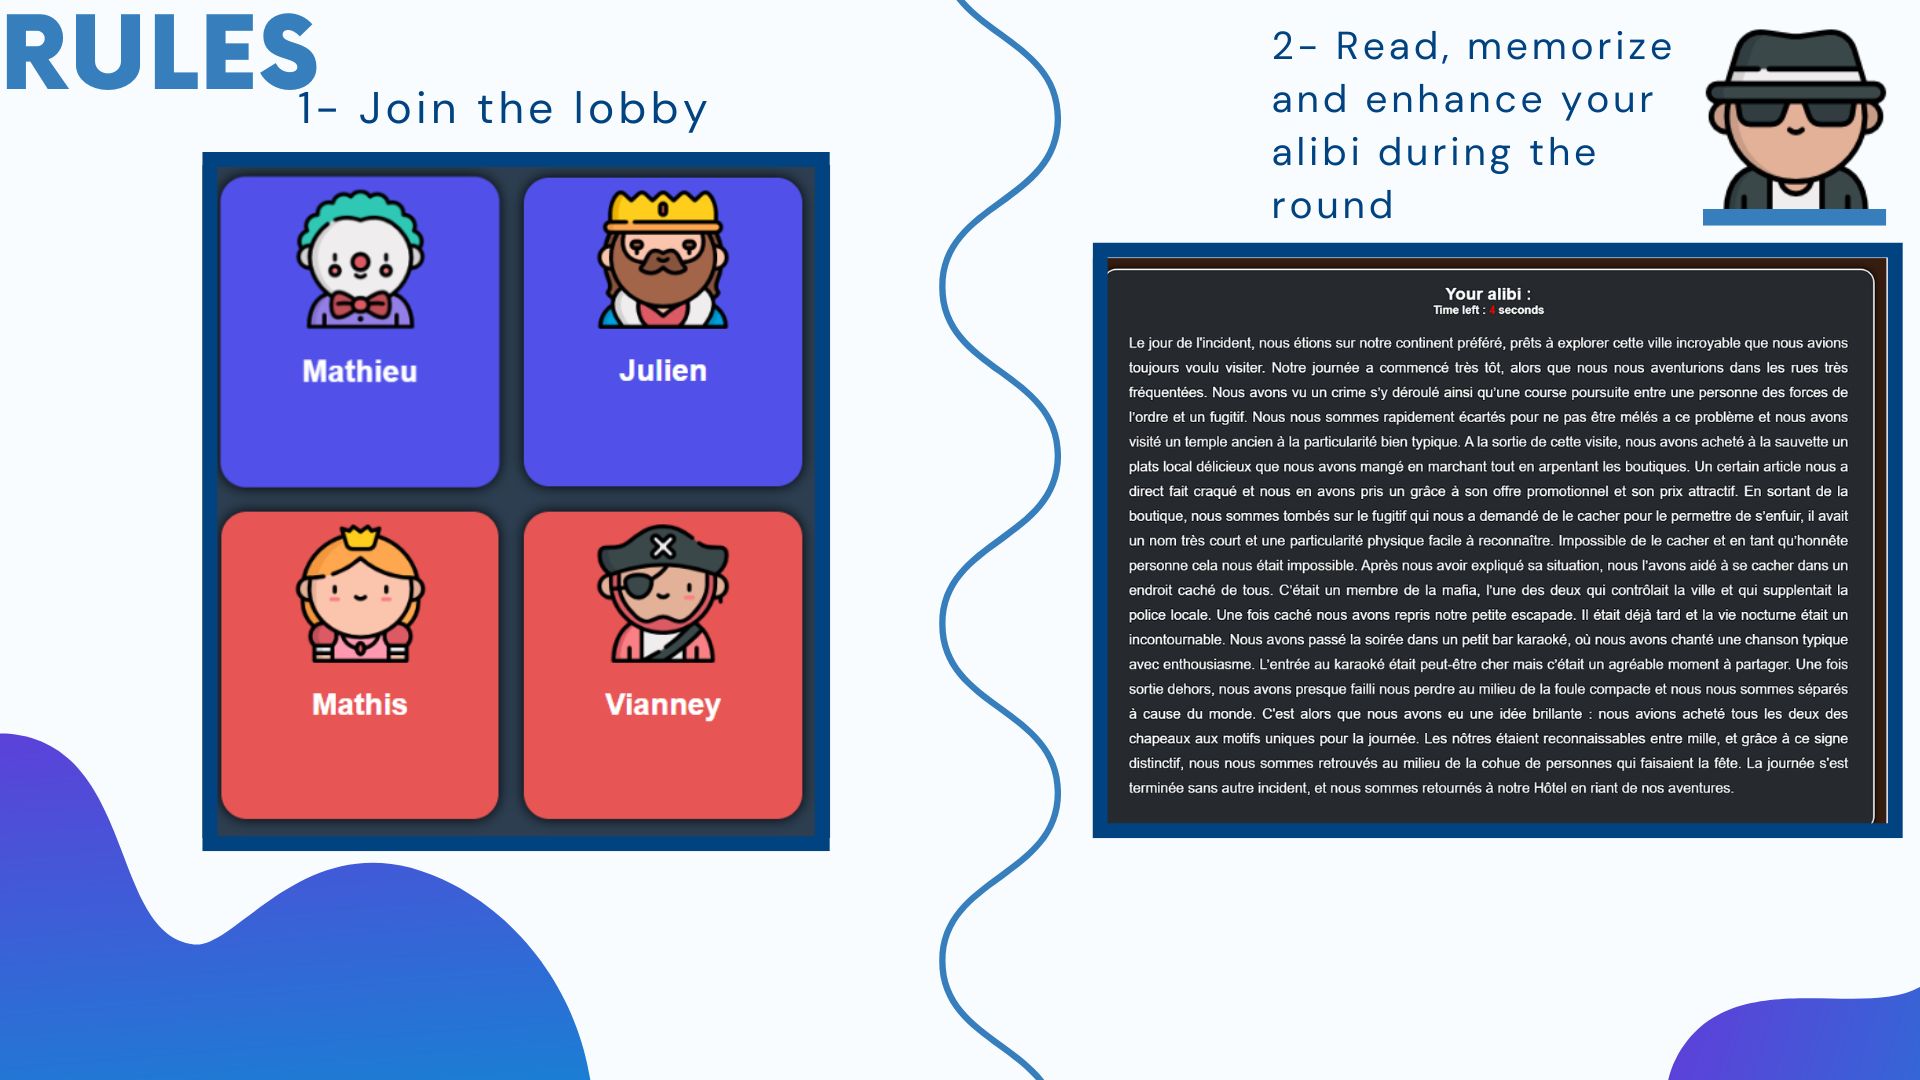 RULES
1- Join the lobby
Mathieu
Julien
Mathis
Vianney
2- Read, memorize
and enhance your
alibi during the
round
Your alibi :
Time left : 4 seconds
Le jour de l'incident, nous étions sur notre continent préféré, prêts à explorer cette ville incroyable que nous avions
toujours voulu visiter. Notre journée a commencé très tôt, alors que nous nous aventurions dans les rues très
fréquentées. Nous avons vu un crime s'y déroulé ainsi qu'une course poursuite entre une personne des forces de
l'ordre et un fugitif. Nous nous sommes rapidement écartés pour ne pas être mélés a ce problème et nous avons
visité un temple ancien à la particularité bien typique. A la sortie de cette visite, nous avons acheté à la sauvette un
plats local délicieux que nous avons mangé en marchant tout en arpentant les boutiques. Un certain article nous a
direct fait craqué et nous en avons pris un grâce à son offre promotionnel et son prix attractif. En sortant de la
boutique, nous sommes tombés sur le fugitif qui nous a demandé de le cacher pour le permettre de s'enfuir, il avait
un nom très court et une particularité physique facile à reconnaître. Impossible de le cacher et en tant qu'honnête
personne cela nous était impossible. Après nous avoir expliqué sa situation, nous l'avons aidé à se cacher dans un
endroit caché de tous. C'était un membre de la mafia, l'une des deux qui contrôlait la ville et qui supplentait la
police locale. Une fois caché nous avons repris notre petite escapade. Il était déjà tard et la vie nocturne était un
incontournable. Nous avons passé la soirée dans un petit bar karaoké, où nous avons chanté une chanson typique
avec enthousiasme. L'entrée au karaoké était peut-être cher mais c'était un agréable moment à partager. Une fois
sortie dehors, nous avons presque failli nous perdre au milieu de la foule compacte et nous nous sommes séparés
à cause du monde. C'est alors que nous avons eu une idée brillante : nous avions acheté tous les deux des
chapeaux aux motifs uniques pour la journée. Les nôtres étaient reconnaissables entre mille, et grâce à ce signe
distinctif, nous nous sommes retrouvés au milieu de la cohue de personnes qui faisaient la fête. La journée s'est
terminée sans autre incident, et nous sommes retournés à notre Hôtel en riant de nos aventures.